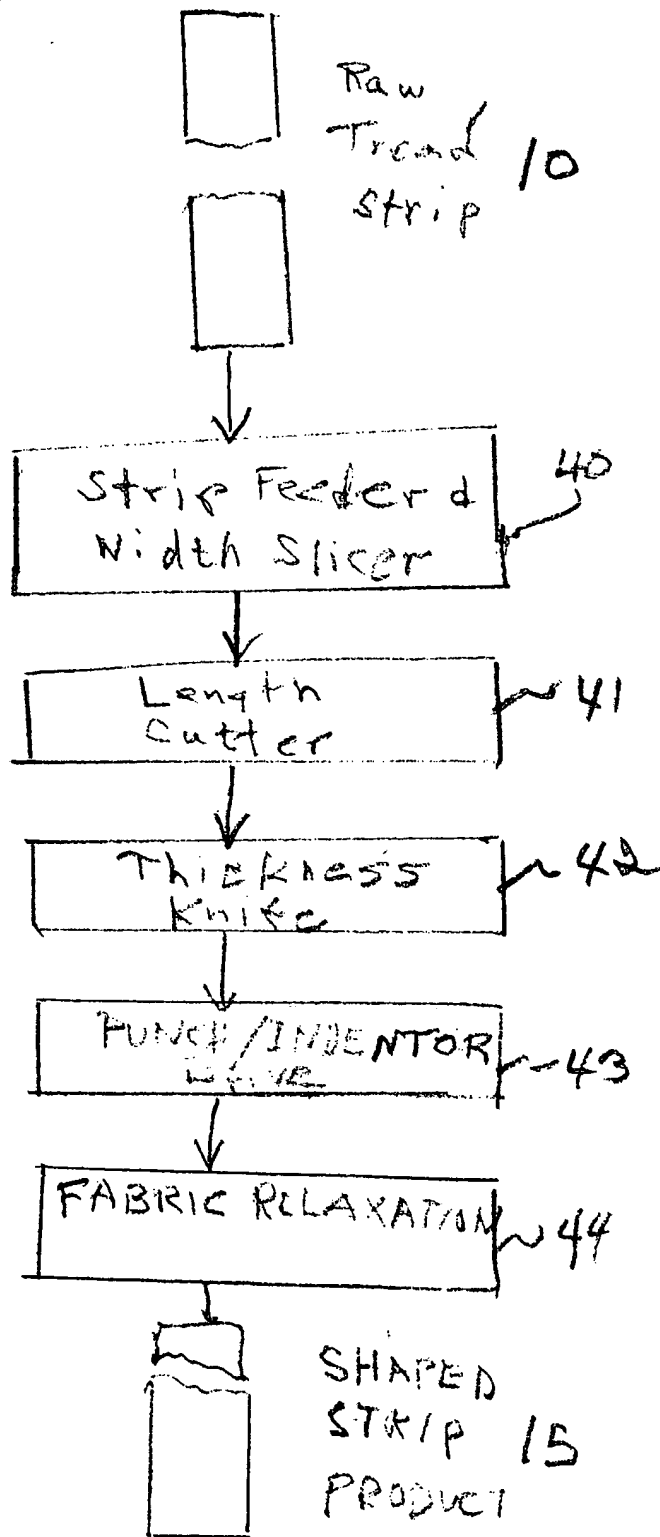 Raw
Tread
Strip 10
Strip Feeder &
Width Slicer
40
Length
Cutter
41
Thickness
Knife
42
PUNCH/INDENTOR
43
FABRIC RELAXATION
44
SHAPED
STRIP 15
PRODUCT